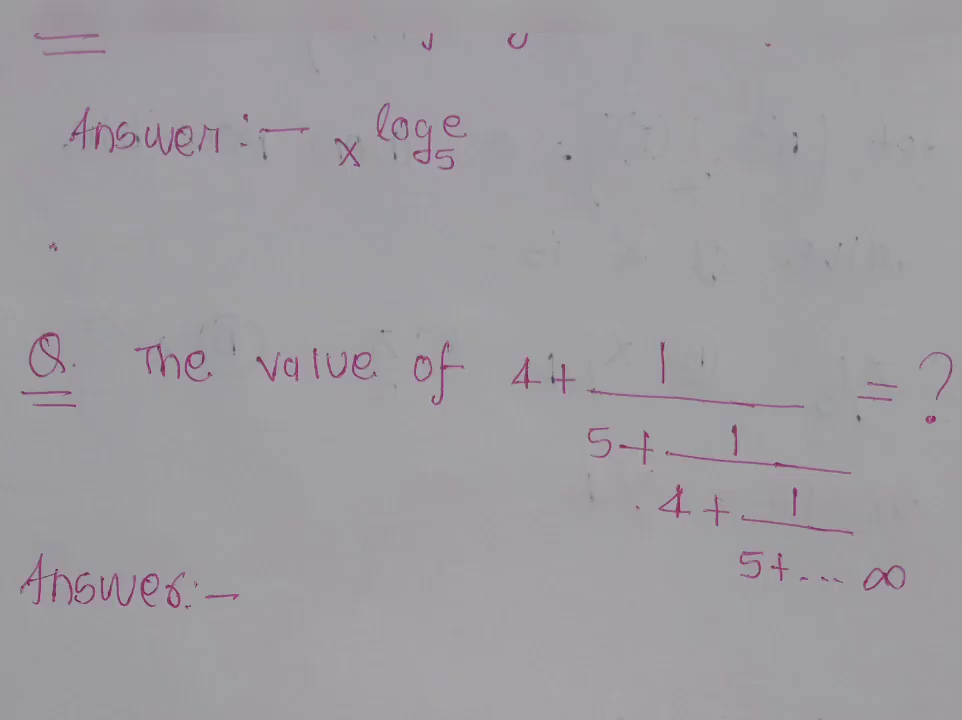 Answer:- x^log_5 e
Q. The value of 4+1/(5+1/(4+1/(5+... ∞))) = ?
Answer:-